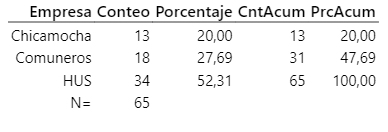 Empresa Conteo Porcentaje CntAcum PrcAcum
Chicamocha 13 20,00 13 20,00
Comuneros 18 27,69 31 47,69
HUS 34 52,31 65 100,00
N= 65